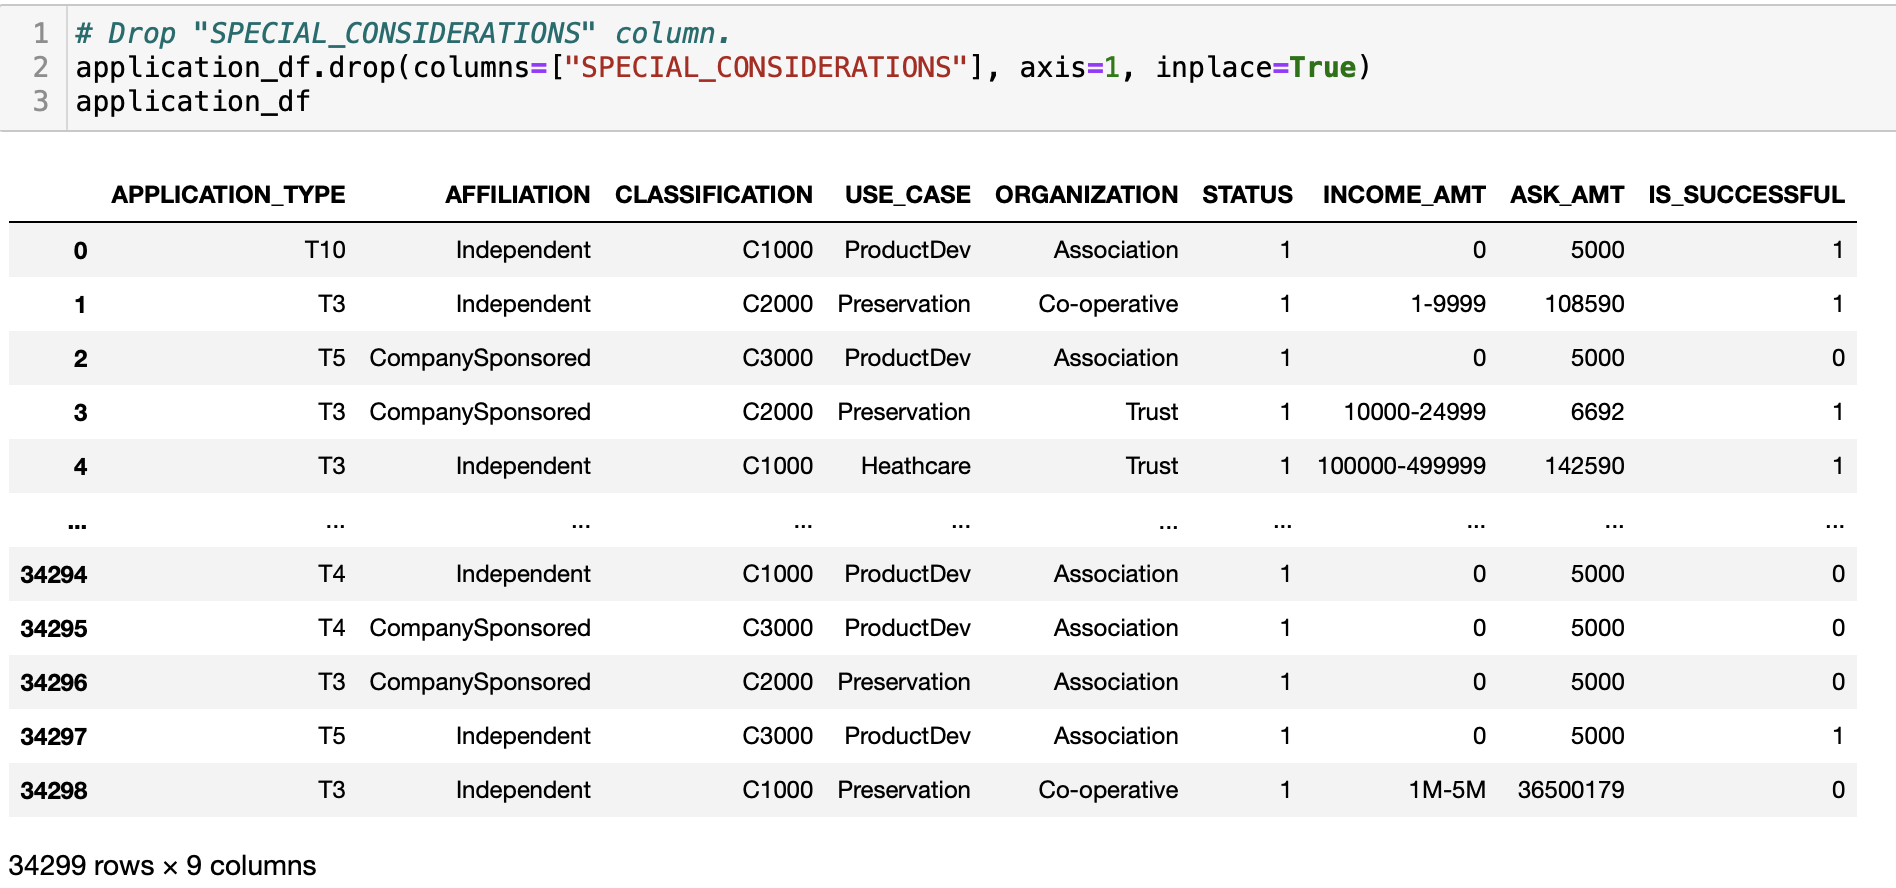 1 # Drop "SPECIAL_CONSIDERATIONS" column.
2 application_df.drop(columns=["SPECIAL_CONSIDERATIONS"], axis=1, inplace=True)
3 application_df
APPLICATION_TYPE AFFILIATION CLASSIFICATION USE_CASE ORGANIZATION STATUS INCOME_AMT ASK_AMT IS_SUCCESSFUL
0 T10 Independent C1000 ProductDev Association 1 0 5000 1
1 T3 Independent C2000 Preservation Co-operative 1 1-9999 108590 1
2 T5 CompanySponsored C3000 ProductDev Association 1 0 5000 0
3 T3 CompanySponsored C2000 Preservation Trust 1 10000-24999 6692 1
4 T3 Independent C1000 Heathcare Trust 1 100000-499999 142590 1
... ... ... ... ... ... ... ... ... ...
34294 T4 Independent C1000 ProductDev Association 1 0 5000 0
34295 T4 CompanySponsored C3000 ProductDev Association 1 0 5000 0
34296 T3 CompanySponsored C2000 Preservation Association 1 0 5000 0
34297 T5 Independent C3000 ProductDev Association 1 0 5000 1
34298 T3 Independent C1000 Preservation Co-operative 1 1M-5M 36500179 0
34299 rows × 9 columns